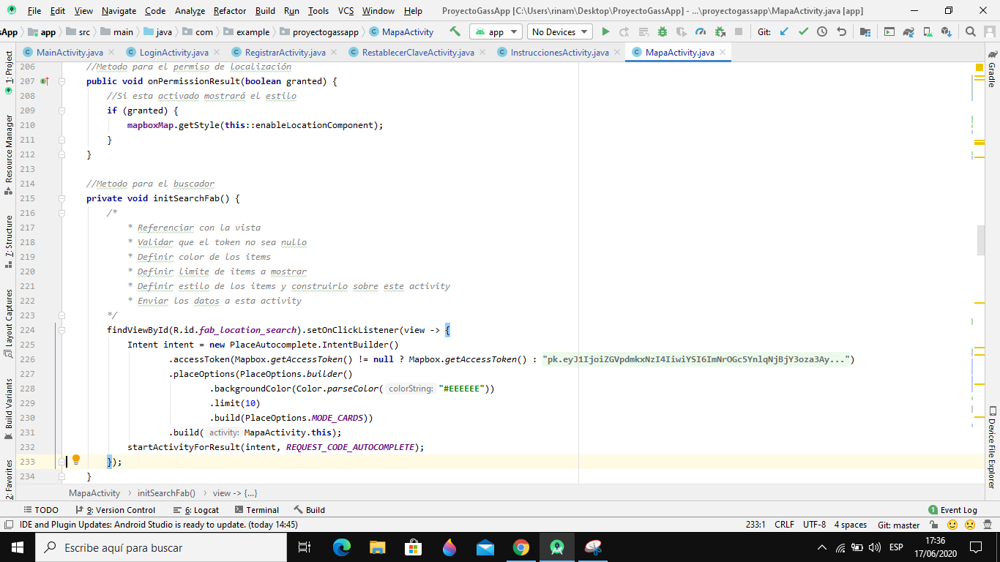 File Edit View Navigate Code Analyze Refactor Build Run Tools VCS Window Help ProyectoGassApp [C:\Users\rinam\Desktop\ProyectoGassApp] - ...\proyectogassapp\MapaActivity.java [app]
sApp app src main java com example proyectogassapp MapaActivity app No Devices Git:
MainActivity.java LoginActivity.java RegistrarActivity.java RestablecerClaveActivity.java InstruccionesActivity.java MapaActivity.java
1: Project
Resource Manager
7: Structure
Layout Captures
Build Variants
2: Favorites
206 //Metodo para el permiso de localización
207 public void onPermissionResult(boolean granted) {
208 //Si esta activado mostrará el estilo
209 if (granted) {
210 mapboxMap.getStyle(this::enableLocationComponent);
211 }
212 }
213
214 //Metodo para el buscador
215 private void initSearchFab() {
216 /*
217 * Referenciar con la vista
218 * Validar que el token no sea nullo
219 * Definir color de los items
220 * Definir limite de items a mostrar
221 * Definir estilo de los items y construirlo sobre este activity
222 * Enviar los datos a esta activity
223 */
224 findViewById(R.id.fab_location_search).setOnClickListener(view -> {
225 Intent intent = new PlaceAutocomplete.IntentBuilder()
226 .accessToken(Mapbox.getAccessToken() != null ? Mapbox.getAccessToken() : "pk.eyJ1IjoiZGVpdmkxNzI4IiwiYSI6ImNrOGc5YnlqNjBjY3oza3Ay...")
227 .placeOptions(PlaceOptions.builder()
228 .backgroundColor(Color.parseColor( colorString: "#EEEEEE"))
229 .limit(10)
230 .build(PlaceOptions.MODE_CARDS))
231 .build( activity: MapaActivity.this);
232 startActivityForResult(intent, REQUEST_CODE_AUTOCOMPLETE);
233 });
234 }
Gradle
Device File Explorer
MapaActivity initSearchFab() view -> {...}
TODO 9: Version Control 6: Logcat Terminal Build 1 Event Log
IDE and Plugin Updates: Android Studio is ready to update. (today 14:45) 233:1 CRLF UTF-8 4 spaces Git: master
Escribe aquí para buscar
ESP
17:36
17/06/2020